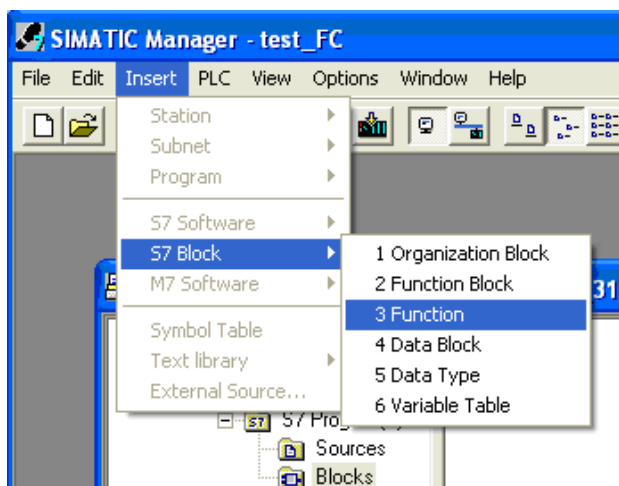 SIMATIC Manager - test_FC
File Edit Insert PLC View Options Window Help
Station
Subnet
Program
S7 Software
S7 Block
M7 Software
Symbol Table
Text library
External Source...
1 Organization Block
2 Function Block
3 Function
4 Data Block
5 Data Type
6 Variable Table
31
S7
Sources
Blocks